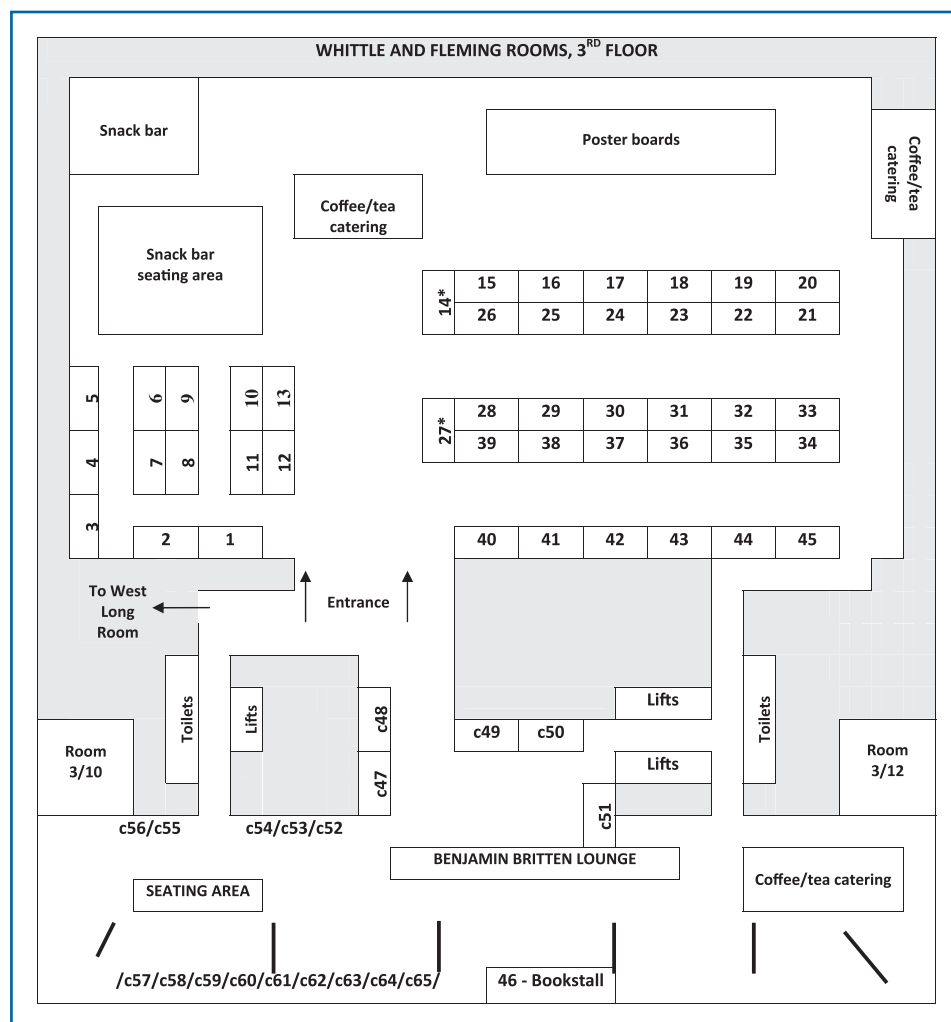 WHITTLE AND FLEMING ROOMS, 3RD FLOOR
Snack bar
Poster boards
Coffee/tea
catering
Coffee/tea
catering
Snack bar
seating area
14*
15 16 17 18 19 20
26 25 24 23 22 21
5
6
9
10
13
4
7
8
11
12
3
27*
28 29 30 31 32 33
39 38 37 36 35 34
2 1
40 41 42 43 44 45
To West
Long
Room
Entrance
Toilets
Lifts
c48
c47
Lifts
c49 c50
Lifts
c51
Toilets
Room
3/10
Room
3/12
c56/c55
c54/c53/c52
BENJAMIN BRITTEN LOUNGE
SEATING AREA
Coffee/tea catering
/c57/c58/c59/c60/c61/c62/c63/c64/c65/
46 - Bookstall